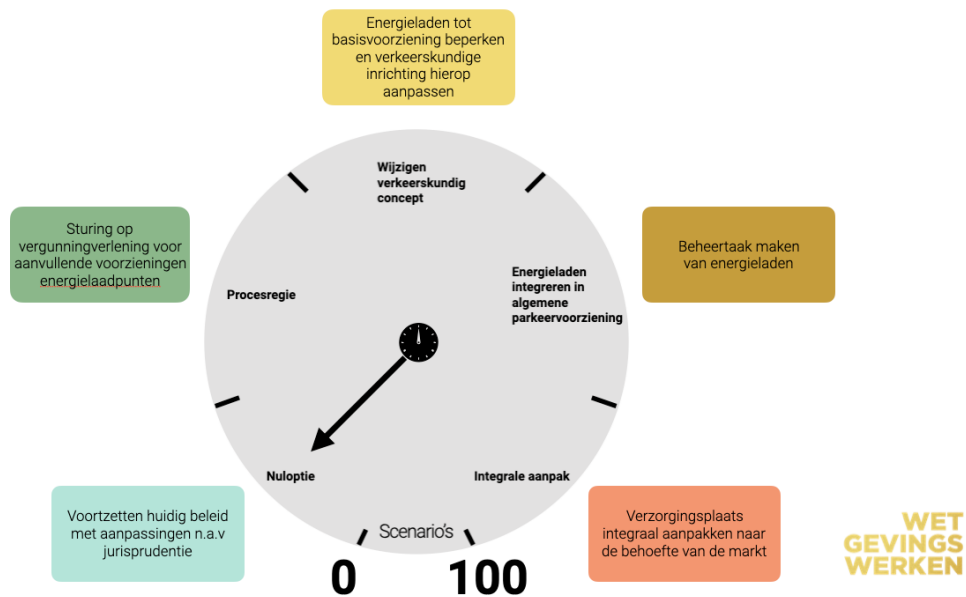 Energieladen tot
basisvoorziening beperken
en verkeerskundige
inrichting hierop
aanpassen
Wijzigen
verkeerskundig
concept
Sturing op
vergunningverlening voor
aanvullende voorzieningen
energielaadpunten
Beheertaak maken
van energieladen
Procesregie
Energieladen
integreren in
algemene
parkeervoorziening
Nuloptie
Integrale aanpak
Voortzetten huidig beleid
met aanpassingen n.a.v
jurisprudentie
Verzorgingsplaats
integraal aanpakken naar
de behoefte van de markt
Scenario's
0
100
WET
GEVINGS
WERKEN